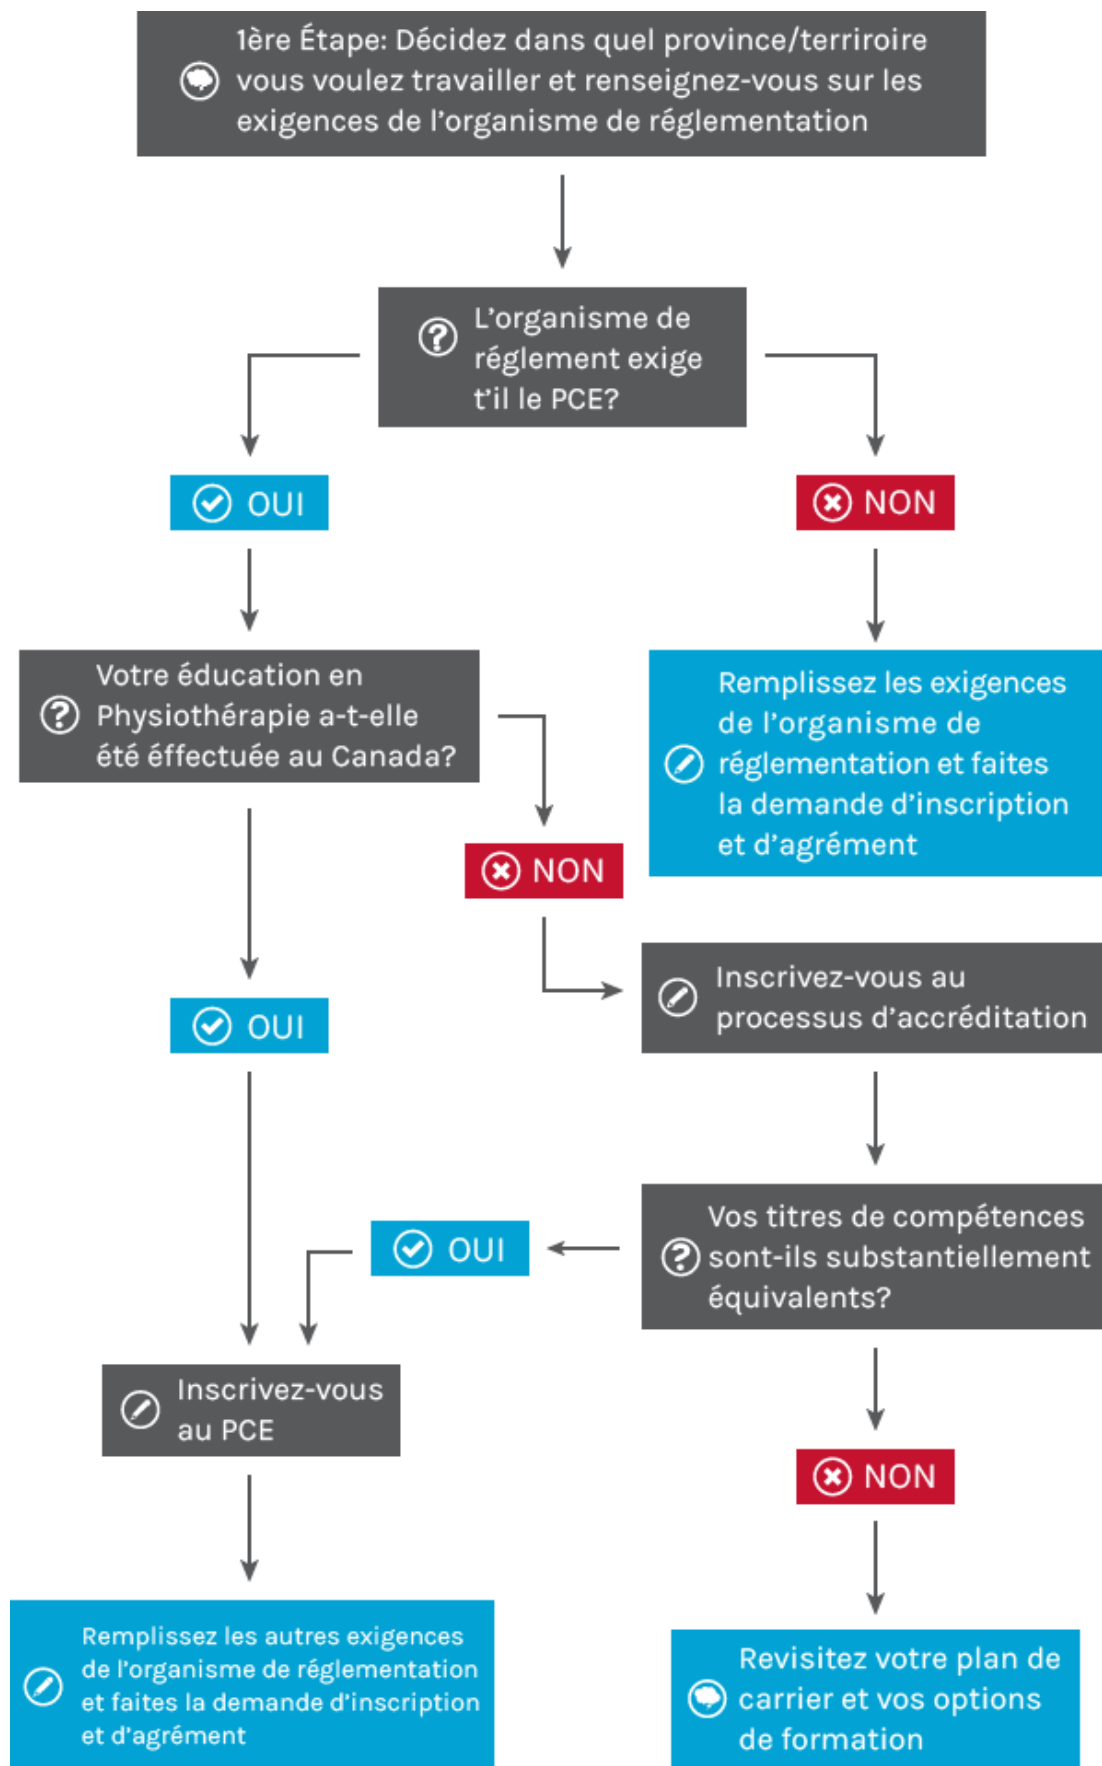 1ère Étape: Décidez dans quel province/terriroire
vous voulez travailler et renseignez-vous sur les
exigences de l'organisme de réglementation
L'organisme de
réglement exige
t'il le PCE?
OUI
NON
Votre éducation en
Physiothérapie a-t-elle
été éffectuée au Canada?
Remplissez les exigences
de l'organisme de
réglementation et faites
la demande d'inscription
et d'agrément
NON
Inscrivez-vous au
processus d'accréditation
OUI
Vos titres de compétences
sont-ils substantiellement
équivalents?
OUI
Inscrivez-vous
au PCE
NON
Remplissez les autres exigences
de l'organisme de réglementation
et faites la demande d'inscription
et d'agrément
Revisitez votre plan de
carrier et vos options
de formation